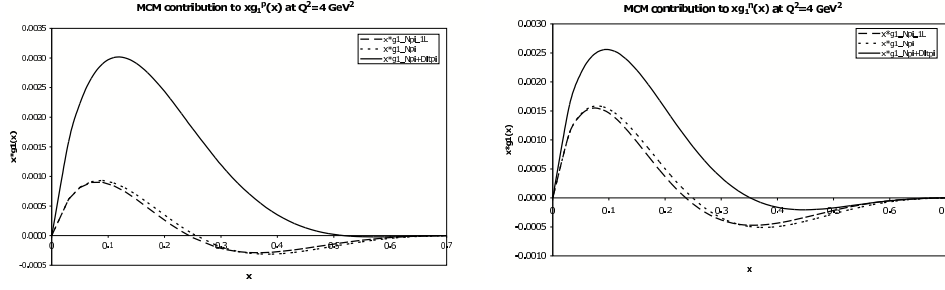 MCM contribution to xg₁ᵖ(x) at Q²=4 GeV²
x*g1_Npi_1L
x*g1_Npi
x*g1_Npi+Dltpi
0.0035
0.0030
0.0025
0.0020
0.0015
0.0010
0.0005
0.0000
-0.0005
x*g1(x)
0 0.1 0.2 0.3 0.4 0.5 0.6 0.7
x
MCM contribution to xg₁ⁿ(x) at Q²=4 GeV²
x*g1_Npi_1L
x*g1_Npi
x*g1_Npi+Dltpi
0.0030
0.0025
0.0020
0.0015
0.0010
0.0005
0.0000
-0.0005
-0.0010
x*g1(x)
0 0.1 0.2 0.3 0.4 0.5 0.6
x